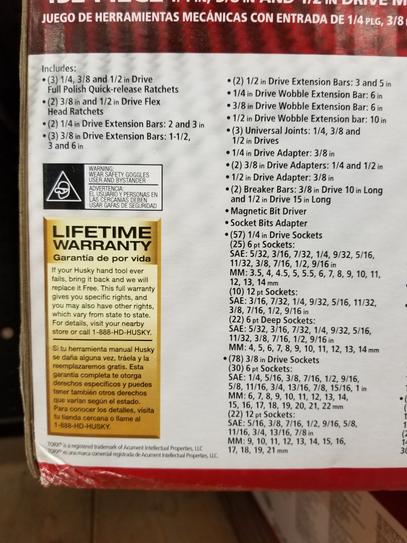 JUEGO DE HERRAMIENTAS MECÁNICAS CON ENTRADA DE 1/4 PLG, 3/8
Includes:
• (3) 1/4, 3/8 and 1/2 in Drive
Full Polish Quick-release Ratchets
• (2) 3/8 in and 1/2 in Drive Flex
Head Ratchets
• (2) 1/4 in Drive Extension Bars: 2 and 3 in
• (3) 3/8 in Drive Extension Bars: 1-1/2,
3 and 6 in
WARNING:
WEAR SAFETY GOGGLES
USER AND BYSTANDER
ADVERTENCIA:
EL USUARIO Y PERSONAS EN
LAS CERCANIAS DEBEN
USAR GAFAS DE SEGURIDAD
LIFETIME
WARRANTY
Garantía de por vida
If your Husky hand tool ever
fails, bring it back and we will
replace it Free. This full warranty
gives you specific rights, and
you may also have other rights,
which vary from state to state.
For details, visit your nearby
store or call 1-888-HD-HUSKY.
Si tu herramienta manual Husky
se daña alguna vez, tráela y la
reemplazaremos gratis. Esta
garantía completa te otorga
derechos específicos y puedes
tener también otros derechos
que varían según el estado.
Para conocer los detalles, visita
tu tienda cercana o llame al
1-888-HD-HUSKY.
TORX® is a registered trademark of Acument Intellectual Properties, LLC
TORX® es una marca comercial registrada de Acument Intellectual Properties, LLC.
• (2) 1/2 in Drive Extension Bars: 3 and 5 in
• 1/4 in Drive Wobble Extension Bar: 6 in
• 3/8 in Drive Wobble Extension Bar: 6 in
• 1/2 in Drive Wobble Extension bar: 10 in
• (3) Universal Joints: 1/4, 3/8 and
1/2 in Drives
• 1/4 in Drive Adapter: 3/8 in
• (2) 3/8 in Drive Adapters: 1/4 and 1/2 in
• 1/2 in Drive Adapter: 3/8 in
• (2) Breaker Bars: 3/8 in Drive 10 in Long
and 1/2 in Drive 15 in Long
• Magnetic Bit Driver
• Socket Bits Adapter
• (57) 1/4 in Drive Sockets
(25) 6 pt Sockets:
SAE: 5/32, 3/16, 7/32, 1/4, 9/32, 5/16,
11/32, 3/8, 7/16, 1/2, 9/16 in
MM: 3.5, 4, 4.5, 5, 5.5, 6, 7, 8, 9, 10, 11,
12, 13, 14 mm
(10) 12 pt Sockets:
SAE: 3/16, 7/32, 1/4, 9/32, 5/16, 11/32,
3/8, 7/16, 1/2, 9/16 in
(22) 6 pt Deep Sockets:
SAE: 5/32, 3/16, 7/32, 1/4, 9/32, 5/16,
11/32, 3/8, 7/16, 1/2, 9/16 in
MM: 4, 5, 6, 7, 8, 9, 10, 11, 12, 13, 14 mm
• (78) 3/8 in Drive Sockets
(30) 6 pt Sockets:
SAE: 1/4, 5/16, 3/8, 7/16, 1/2, 9/16,
5/8, 11/16, 3/4, 13/16, 7/8, 15/16, 1 in
MM: 6, 7, 8, 9, 10, 11, 12, 13, 14,
15, 16, 17, 18, 19, 20, 21, 22 mm
(22) 12 pt Sockets:
SAE: 5/16, 3/8, 7/16, 1/2, 9/16, 5/8,
11/16, 3/4, 13/16, 7/8 in
MM: 9, 10, 11, 12, 13, 14, 15, 16,
17, 18, 19, 21 mm